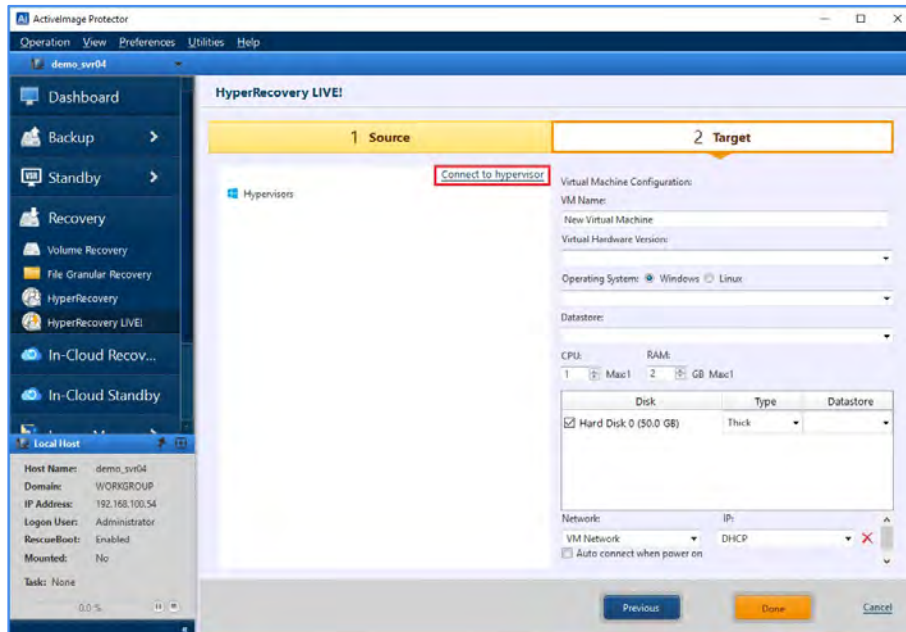 ActiveImage Protector
Operation View Preferences Utilities Help
demo_svr04
Dashboard
Backup
Standby
Recovery
Volume Recovery
File Granular Recovery
HyperRecovery
HyperRecovery LIVE!
In-Cloud Recov...
In-Cloud Standby
Local Host
Host Name: demo_svr04
Domain: WORKGROUP
IP Address: 192.168.100.54
Logon User: Administrator
RescueBoot: Enabled
Mounted: No
Task: None
0.0 %
HyperRecovery LIVE!
1 Source
2 Target
Connect to hypervisor
Hypervisors
Virtual Machine Configuration:
VM Name:
New Virtual Machine
Virtual Hardware Version:
Operating System: Windows Linux
Datastore:
CPU: RAM:
1 Max:1 2 GB Max:1
Disk Type Datastore
Hard Disk 0 (50.0 GB) Thick
Network: IP:
VM Network DHCP
Auto connect when power on
Previous Done Cancel